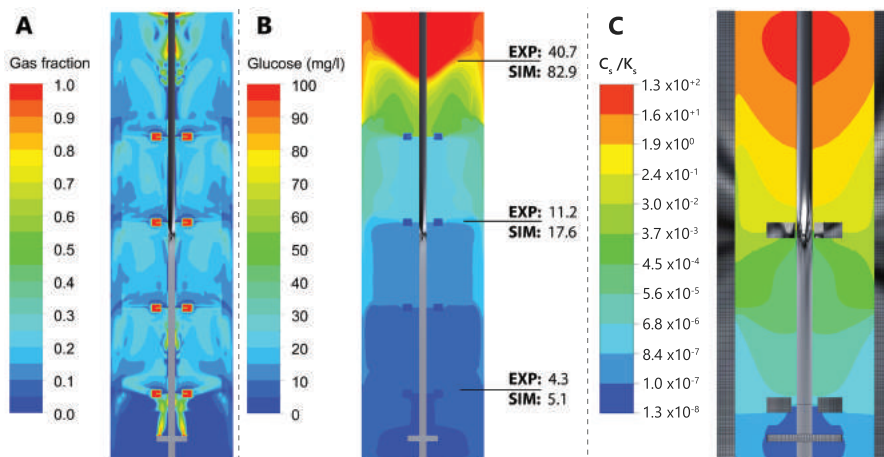 A
Gas fraction
1.0
0.9
0.8
0.7
0.6
0.5
0.4
0.3
0.2
0.1
0.0
B
Glucose (mg/l)
100
90
80
70
60
50
40
30
20
10
0
EXP: 40.7
SIM: 82.9
EXP: 11.2
SIM: 17.6
EXP: 4.3
SIM: 5.1
C
Cₛ /Kₛ
1.3 x10⁺²
1.6 x10⁺¹
1.9 x10⁰
2.4 x10⁻¹
3.0 x10⁻²
3.7 x10⁻³
4.5 x10⁻⁴
5.6 x10⁻⁵
6.8 x10⁻⁶
8.4 x10⁻⁷
1.0 x10⁻⁷
1.3 x10⁻⁸